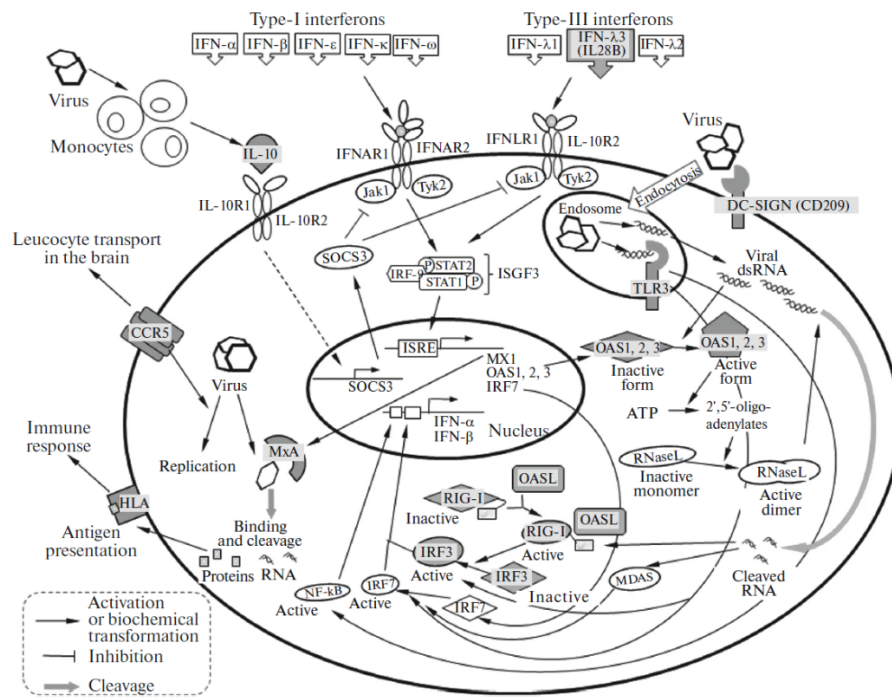 Type-I interferons
Type-III interferons
IFN-α
IFN-β
IFN-ε
IFN-κ
IFN-ω
IFN-λ1
IFN-λ3
(IL28B)
IFN-λ2
Virus
Monocytes
IL-10
IFNAR1
IFNAR2
IFNLR1
IL-10R2
Virus
Jak1
Tyk2
Jak1
Tyk2
Endocytosis
DC-SIGN (CD209)
IL-10R1
IL-10R2
Endosome
Leucocyte transport
in the brain
SOCS3
P
STAT2
IRF-9
STAT1
P
ISGF3
TLR3
Viral
dsRNA
CCR5
ISRE
MX1
OAS1, 2, 3
IRF7
SOCS3
OAS1, 2, 3
Inactive
form
OAS1, 2, 3
Active
form
Virus
IFN-α
IFN-β
Nucleus
ATP
2',5'-oligo-
adenylates
Immune
response
Replication
MxA
RNaseL
Inactive
monomer
RNaseL
Active
dimer
HLA
Antigen
presentation
Binding
and cleavage
Proteins
RNA
RIG-I
Inactive
OASL
OASL
RIG-I
Active
IRF3
Active
IRF3
Inactive
MDAS
Cleaved
RNA
NF-kB
Active
IRF7
Active
IRF7
Activation
or biochemical
transformation
Inhibition
Cleavage